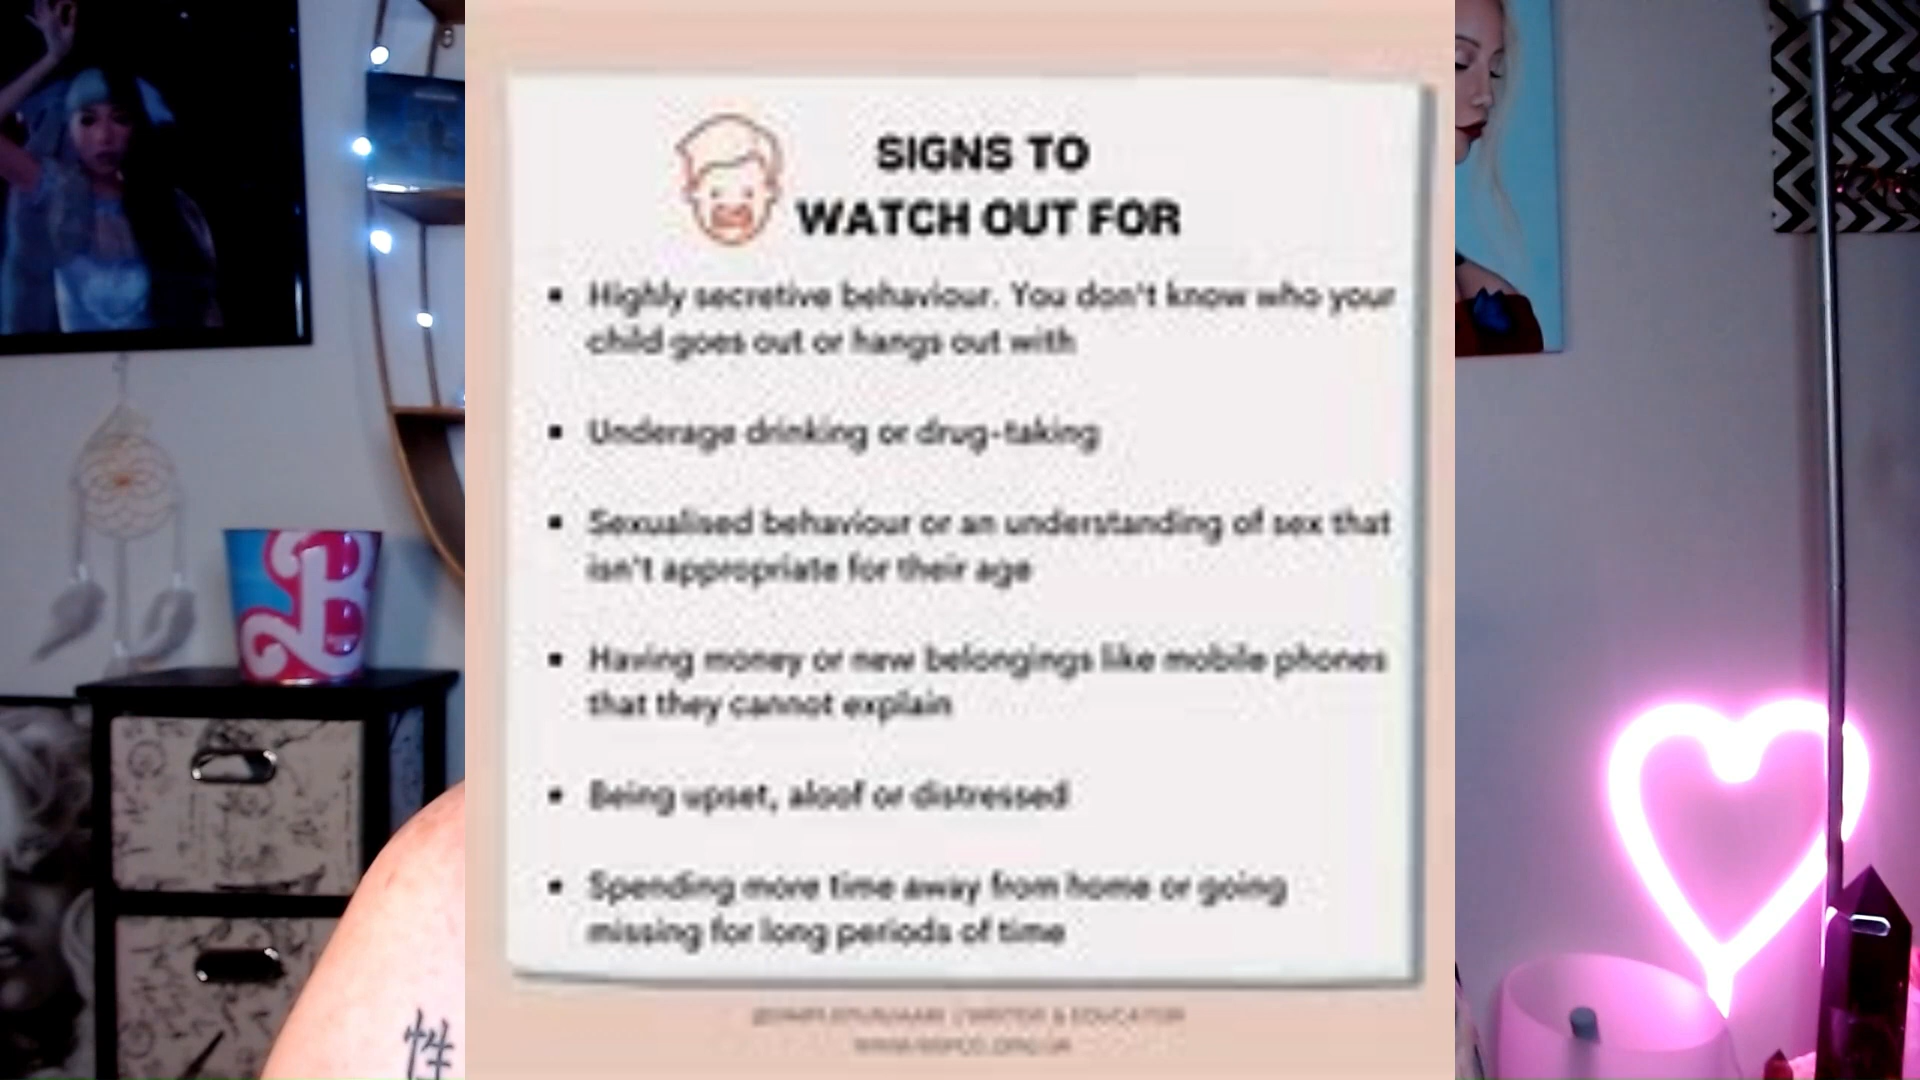 SIGNS TO
WATCH OUT FOR
• Highly secretive behaviour. You don't know who your
child goes out or hangs out with
• Underage drinking or drug-taking
• Sexualised behaviour or an understanding of sex that
isn't appropriate for their age
• Having money or new belongings like mobile phones
that they cannot explain
• Being upset, aloof or distressed
• Spending more time away from home or going
missing for long periods of time
| WRITER & EDUCATOR
B
性